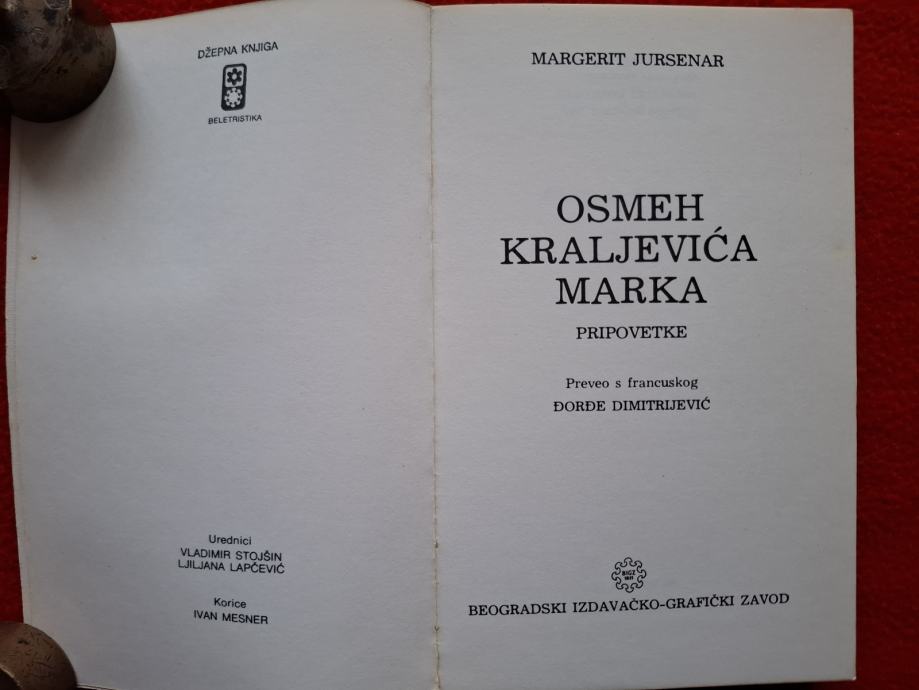 DŽEPNA KNJIGA
BELETRISTIKA
Urednici
VLADIMIR STOJŠIN
LJILJANA LAPČEVIĆ
Korice
IVAN MESNER
MARGERIT JURSENAR
OSMEH
KRALJEVIĆA
MARKA
PRIPOVETKE
Preveo s francuskog
ĐORĐE DIMITRIJEVIĆ
BIGZ
BEOGRADSKI IZDAVAČKO-GRAFIČKI ZAVOD